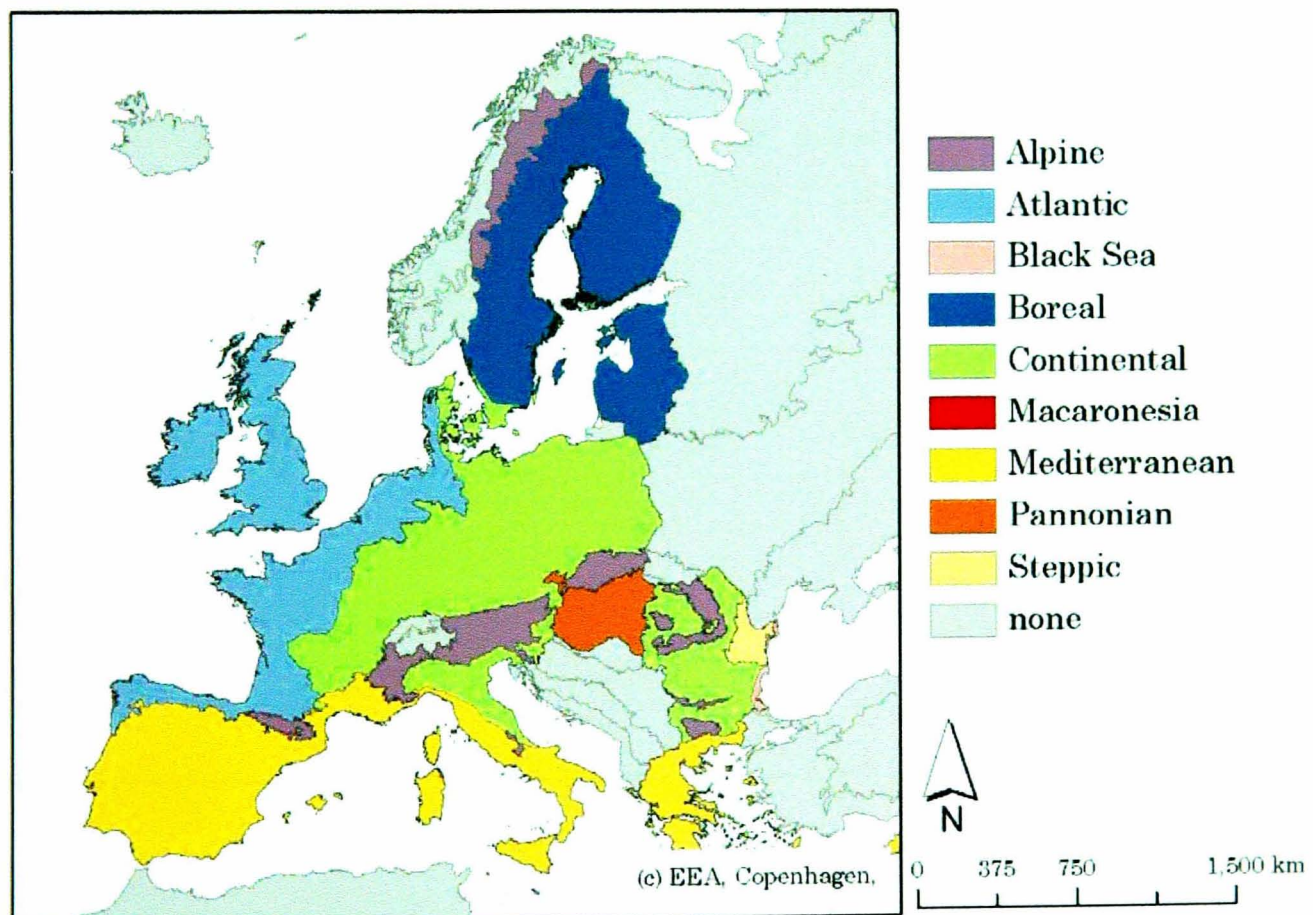 Alpine
Atlantic
Black Sea
Boreal
Continental
Macaronesia
Mediterranean
Pannonian
Steppic
none
N
0 375 750 1,500 km
(c) EEA, Copenhagen,